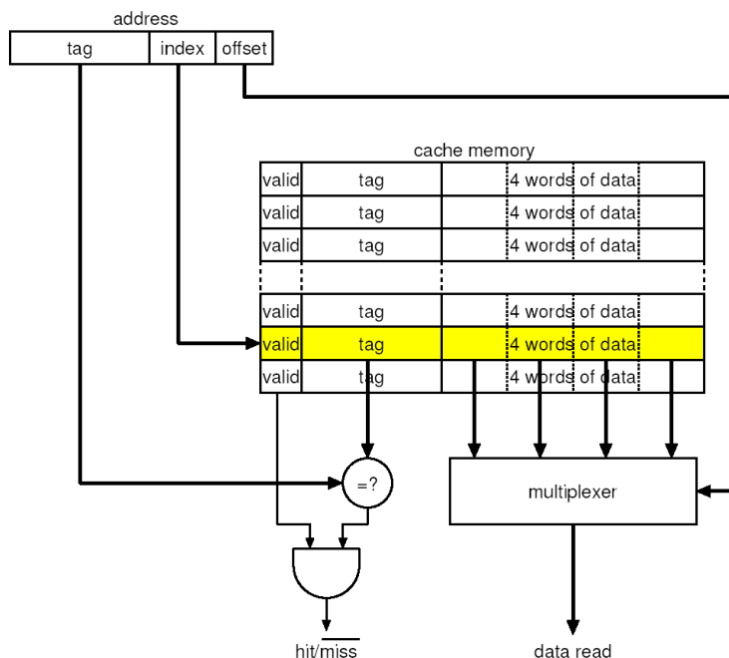 address
tag index offset
cache memory
valid tag 4 words of data
valid tag 4 words of data
valid tag 4 words of data
valid tag 4 words of data
valid tag 4 words of data
valid tag 4 words of data
=? multiplexer
hit/miss data read